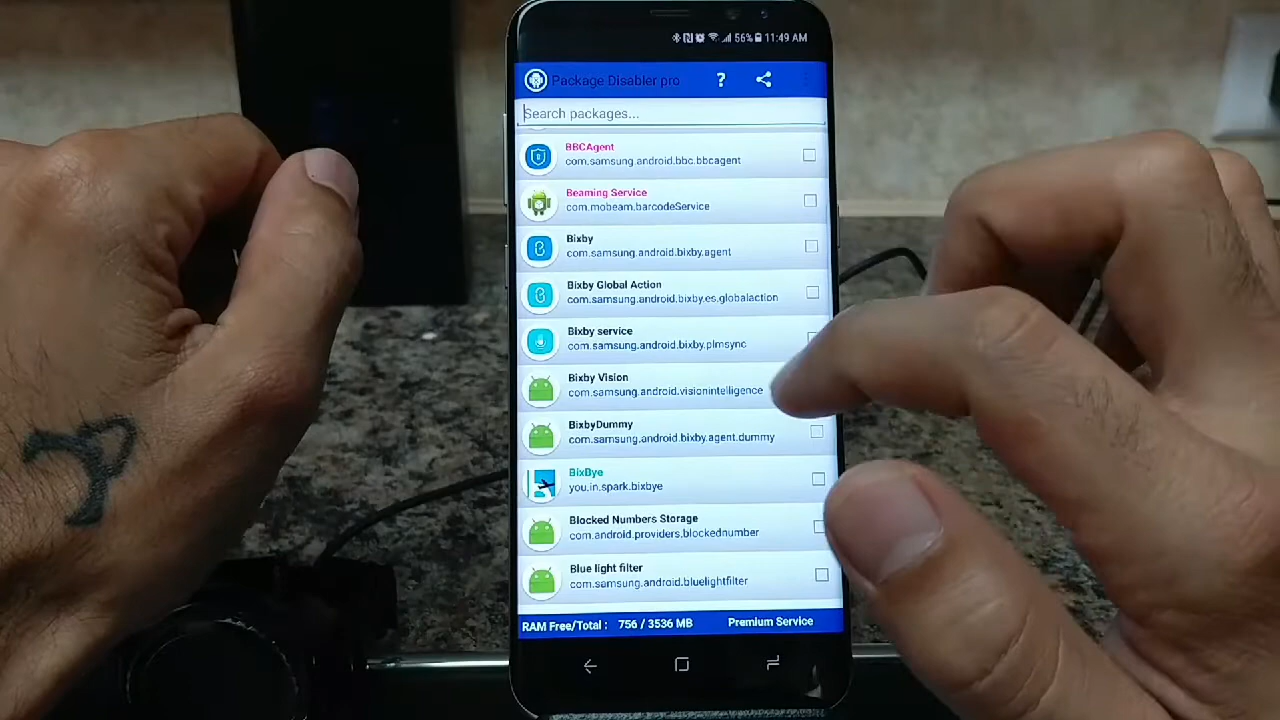 56% 11:49 AM
Package Disabler pro ?
Search packages...
BBCAgent
com.samsung.android.bbc.bbcagent
Beaming Service
com.mobeam.barcodeService
Bixby
com.samsung.android.bixby.agent
Bixby Global Action
com.samsung.android.bixby.es.globalaction
Bixby service
com.samsung.android.bixby.plmsync
Bixby Vision
com.samsung.android.visionintelligence
BixbyDummy
com.samsung.android.bixby.agent.dummy
BixBye
you.in.spark.bixbye
Blocked Numbers Storage
com.android.providers.blockednumber
Blue light filter
com.samsung.android.bluelightfilter
RAM Free/Total : 756 / 3536 MB Premium Service